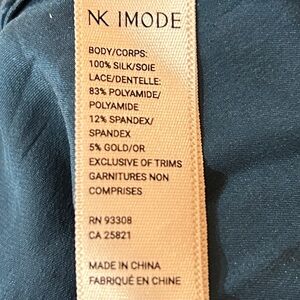 NK IMODE
BODY/CORPS:
100% SILK/SOIE
LACE/DENTELLE:
83% POLYAMIDE/
POLYAMIDE
12% SPANDEX/
SPANDEX
5% GOLD/OR
EXCLUSIVE OF TRIMS
GARNITURES NON
COMPRISES
RN 93308
CA 25821
MADE IN CHINA
FABRIQUÉ EN CHINE